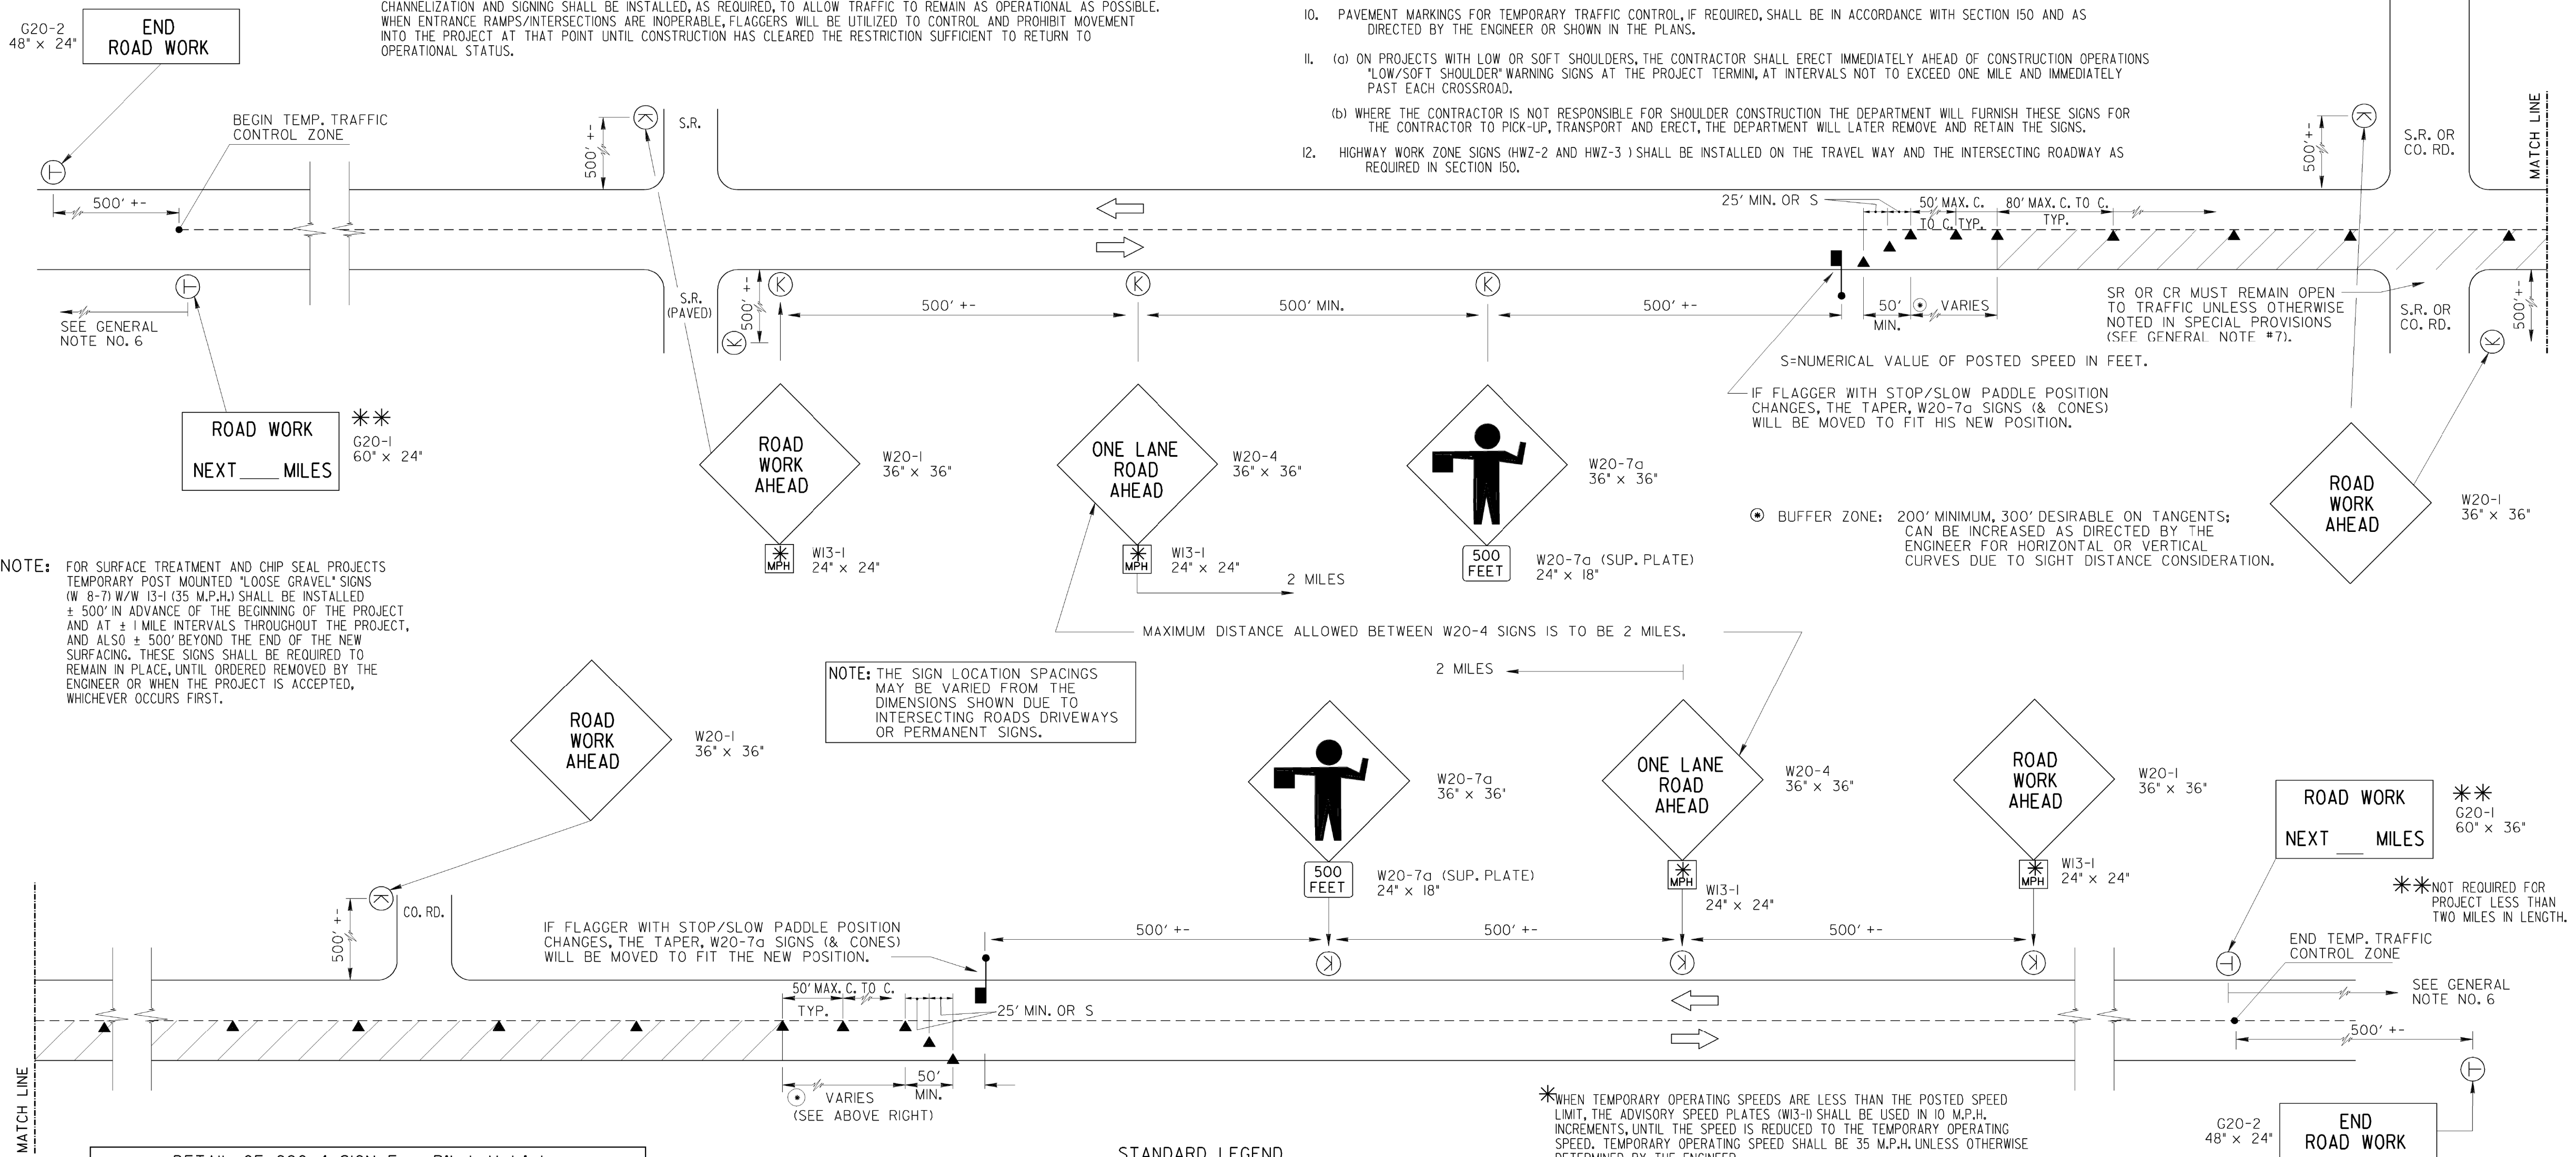 CHANNELIZATION AND SIGNING SHALL BE INSTALLED, AS REQUIRED, TO ALLOW TRAFFIC TO REMAIN AS OPERATIONAL AS POSSIBLE.
WHEN ENTRANCE RAMPS/INTERSECTIONS ARE INOPERABLE, FLAGGERS WILL BE UTILIZED TO CONTROL AND PROHIBIT MOVEMENT
INTO THE PROJECT AT THAT POINT UNTIL CONSTRUCTION HAS CLEARED THE RESTRICTION SUFFICIENT TO RETURN TO
OPERATIONAL STATUS.
G20-2
48" x 24"
END
ROAD WORK
10. PAVEMENT MARKINGS FOR TEMPORARY TRAFFIC CONTROL, IF REQUIRED, SHALL BE IN ACCORDANCE WITH SECTION 150 AND AS
DIRECTED BY THE ENGINEER OR SHOWN IN THE PLANS.
11. (a) ON PROJECTS WITH LOW OR SOFT SHOULDERS, THE CONTRACTOR SHALL ERECT IMMEDIATELY AHEAD OF CONSTRUCTION OPERATIONS
"LOW/SOFT SHOULDER" WARNING SIGNS AT THE PROJECT TERMINI, AT INTERVALS NOT TO EXCEED ONE MILE AND IMMEDIATELY
PAST EACH CROSSROAD.
(b) WHERE THE CONTRACTOR IS NOT RESPONSIBLE FOR SHOULDER CONSTRUCTION THE DEPARTMENT WILL FURNISH THESE SIGNS FOR
THE CONTRACTOR TO PICK-UP, TRANSPORT AND ERECT, THE DEPARTMENT WILL LATER REMOVE AND RETAIN THE SIGNS.
12. HIGHWAY WORK ZONE SIGNS (HWZ-2 AND HWZ-3 ) SHALL BE INSTALLED ON THE TRAVEL WAY AND THE INTERSECTING ROADWAY AS
REQUIRED IN SECTION 150.
BEGIN TEMP. TRAFFIC
CONTROL ZONE
T
500' +-
500' +-
K
S.R.
500' +-
K
S.R. OR
CO. RD.
MATCH LINE
25' MIN. OR S
50' MAX. C.
TO C. TYP.
80' MAX. C. TO C.
TYP.
T
SEE GENERAL
NOTE NO. 6
S.R.
(PAVED)
500' +-
K
K
500' +-
K
500' MIN.
K
500' +-
50'
MIN.
* VARIES
SR OR CR MUST REMAIN OPEN
TO TRAFFIC UNLESS OTHERWISE
NOTED IN SPECIAL PROVISIONS
(SEE GENERAL NOTE #7).
S.R. OR
CO. RD.
500' +-
K
S=NUMERICAL VALUE OF POSTED SPEED IN FEET.
IF FLAGGER WITH STOP/SLOW PADDLE POSITION
CHANGES, THE TAPER, W20-7a SIGNS (& CONES)
WILL BE MOVED TO FIT HIS NEW POSITION.
ROAD WORK
NEXT ____ MILES
**
G20-1
60" x 24"
ROAD
WORK
AHEAD
W20-1
36" x 36"
*
MPH
W13-1
24" x 24"
ONE LANE
ROAD
AHEAD
W20-4
36" x 36"
*
MPH
W13-1
24" x 24"
2 MILES
W20-7a
36" x 36"
500
FEET
W20-7a (SUP. PLATE)
24" x 18"
* BUFFER ZONE: 200' MINIMUM, 300' DESIRABLE ON TANGENTS;
CAN BE INCREASED AS DIRECTED BY THE
ENGINEER FOR HORIZONTAL OR VERTICAL
CURVES DUE TO SIGHT DISTANCE CONSIDERATION.
ROAD
WORK
AHEAD
W20-1
36" x 36"
NOTE: FOR SURFACE TREATMENT AND CHIP SEAL PROJECTS
TEMPORARY POST MOUNTED "LOOSE GRAVEL" SIGNS
(W 8-7) W/W 13-1 (35 M.P.H.) SHALL BE INSTALLED
± 500' IN ADVANCE OF THE BEGINNING OF THE PROJECT
AND AT ± 1 MILE INTERVALS THROUGHOUT THE PROJECT,
AND ALSO ± 500' BEYOND THE END OF THE NEW
SURFACING. THESE SIGNS SHALL BE REQUIRED TO
REMAIN IN PLACE, UNTIL ORDERED REMOVED BY THE
ENGINEER OR WHEN THE PROJECT IS ACCEPTED,
WHICHEVER OCCURS FIRST.
MAXIMUM DISTANCE ALLOWED BETWEEN W20-4 SIGNS IS TO BE 2 MILES.
2 MILES
NOTE: THE SIGN LOCATION SPACINGS
MAY BE VARIED FROM THE
DIMENSIONS SHOWN DUE TO
INTERSECTING ROADS DRIVEWAYS
OR PERMANENT SIGNS.
ROAD
WORK
AHEAD
W20-1
36" x 36"
W20-7a
36" x 36'
500
FEET
W20-7a (SUP. PLATE)
24" x 18"
ONE LANE
ROAD
AHEAD
W20-4
36" x 36"
*
MPH
W13-1
24" x 24"
ROAD
WORK
AHEAD
W20-1
36" x 36"
*
MPH
W13-1
24" x 24"
ROAD WORK
NEXT ___ MILES
**
G20-1
60" x 36"
**NOT REQUIRED FOR
PROJECT LESS THAN
TWO MILES IN LENGTH.
K
500' +-
CO. RD.
IF FLAGGER WITH STOP/SLOW PADDLE POSITION
CHANGES, THE TAPER, W20-7a SIGNS (& CONES)
WILL BE MOVED TO FIT THE NEW POSITION.
500' +-
500' +-
500' +-
K
K
K
T
END TEMP. TRAFFIC
CONTROL ZONE
SEE GENERAL
NOTE NO. 6
50' MAX. C. TO C.
TYP.
25' MIN. OR S
500' +-
T
50'
MIN.
* VARIES
(SEE ABOVE RIGHT)
MATCH LINE
*WHEN TEMPORARY OPERATING SPEEDS ARE LESS THAN THE POSTED SPEED
LIMIT, THE ADVISORY SPEED PLATES (W13-1) SHALL BE USED IN 10 M.P.H.
INCREMENTS, UNTIL THE SPEED IS REDUCED TO THE TEMPORARY OPERATING
SPEED. TEMPORARY OPERATING SPEED SHALL BE 35 M.P.H. UNLESS OTHERWISE
DETERMINED BY THE ENGINEER.
G20-2
48" x 24"
END
ROAD WORK
STANDARD LEGEND